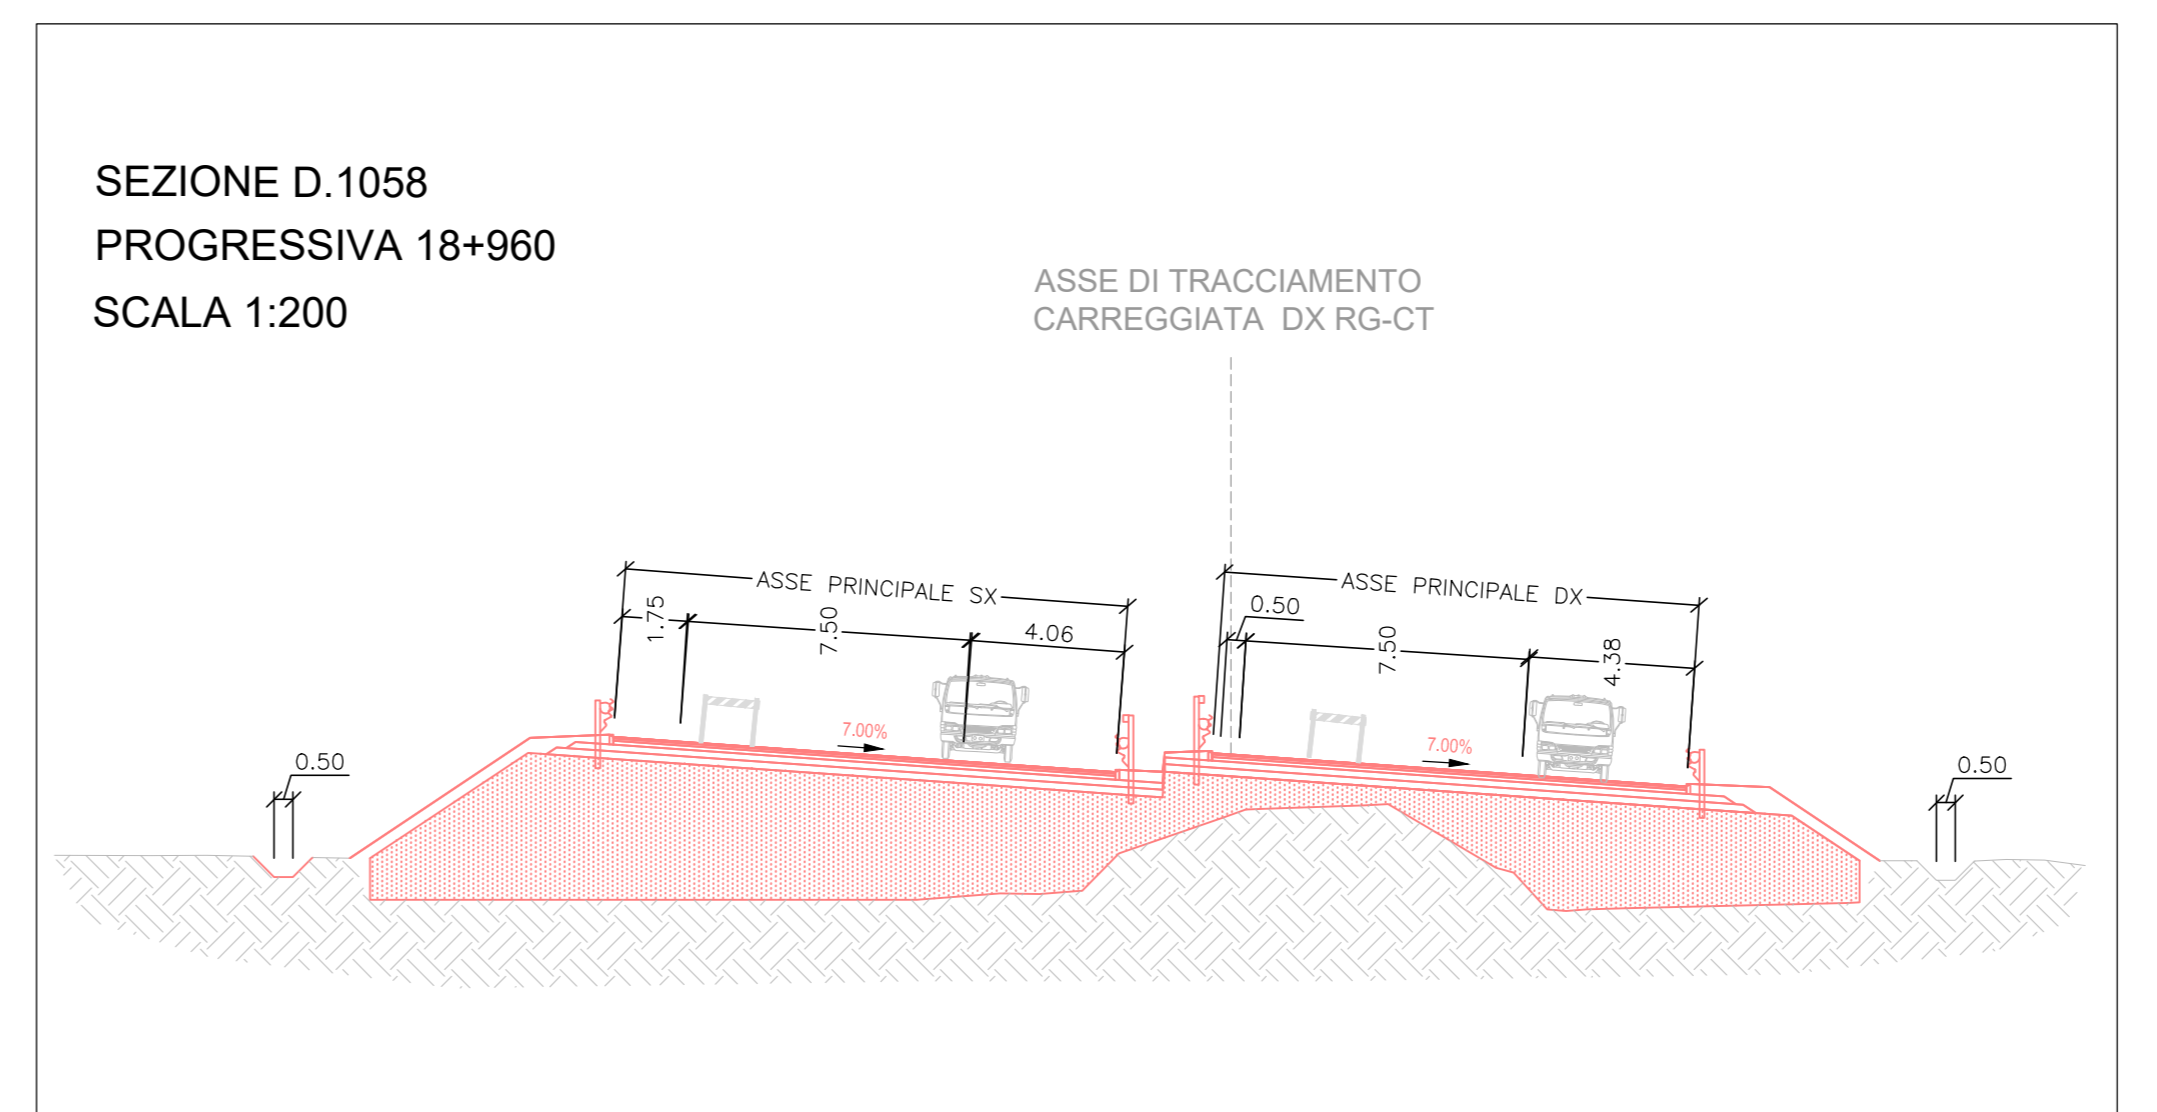 SEZIONE D.1058
PROGRESSIVA 18+960
SCALA 1:200
ASSE DI TRACCIAMENTO
CARREGGIATA DX RG-CT
ASSE PRINCIPALE SX
1.75
7.50
4.06
7.00%
ASSE PRINCIPALE DX
0.50
7.50
4.38
7.00%
0.50
0.50